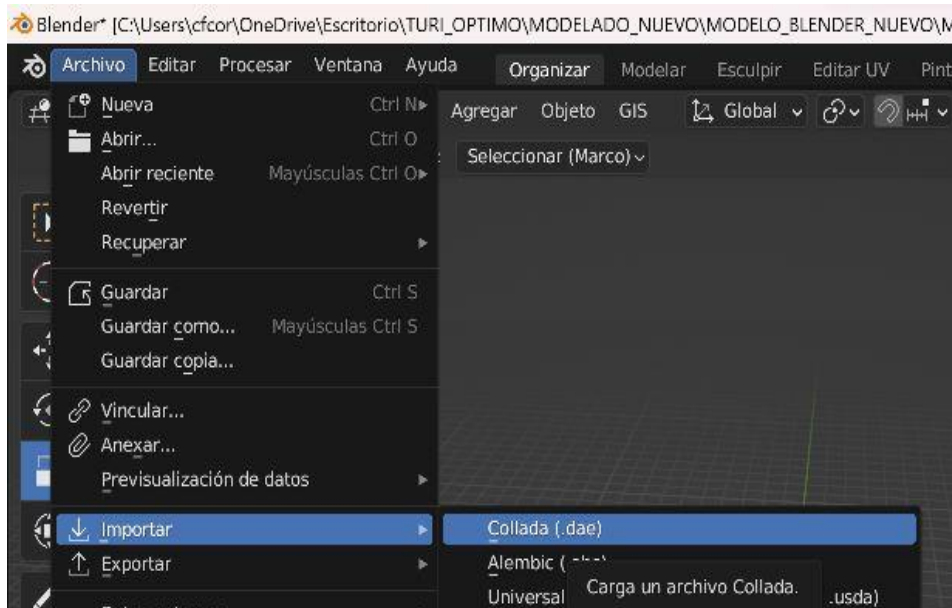 Blender* [C:\Users\cfcor\OneDrive\Escritorio\TURI_OPTIMO\MODELADO_NUEVO\MODELO_BLENDER_NUEVO\M
Archivo Editar Procesar Ventana Ayuda Organizar Modelar Esculpir Editar UV Pint
Nueva Ctrl N Agregar Objeto GIS Global
Abrir... Ctrl O
Seleccionar (Marco)
Abrir reciente Mayúsculas Ctrl O
Revertir
Recuperar
Guardar Ctrl S
Guardar como... Mayúsculas Ctrl S
Guardar copia...
Vincular...
Anexar...
Previsualización de datos
Importar Collada (.dae)
Exportar Alembic (
Carga un archivo Collada.
Universal .usda)